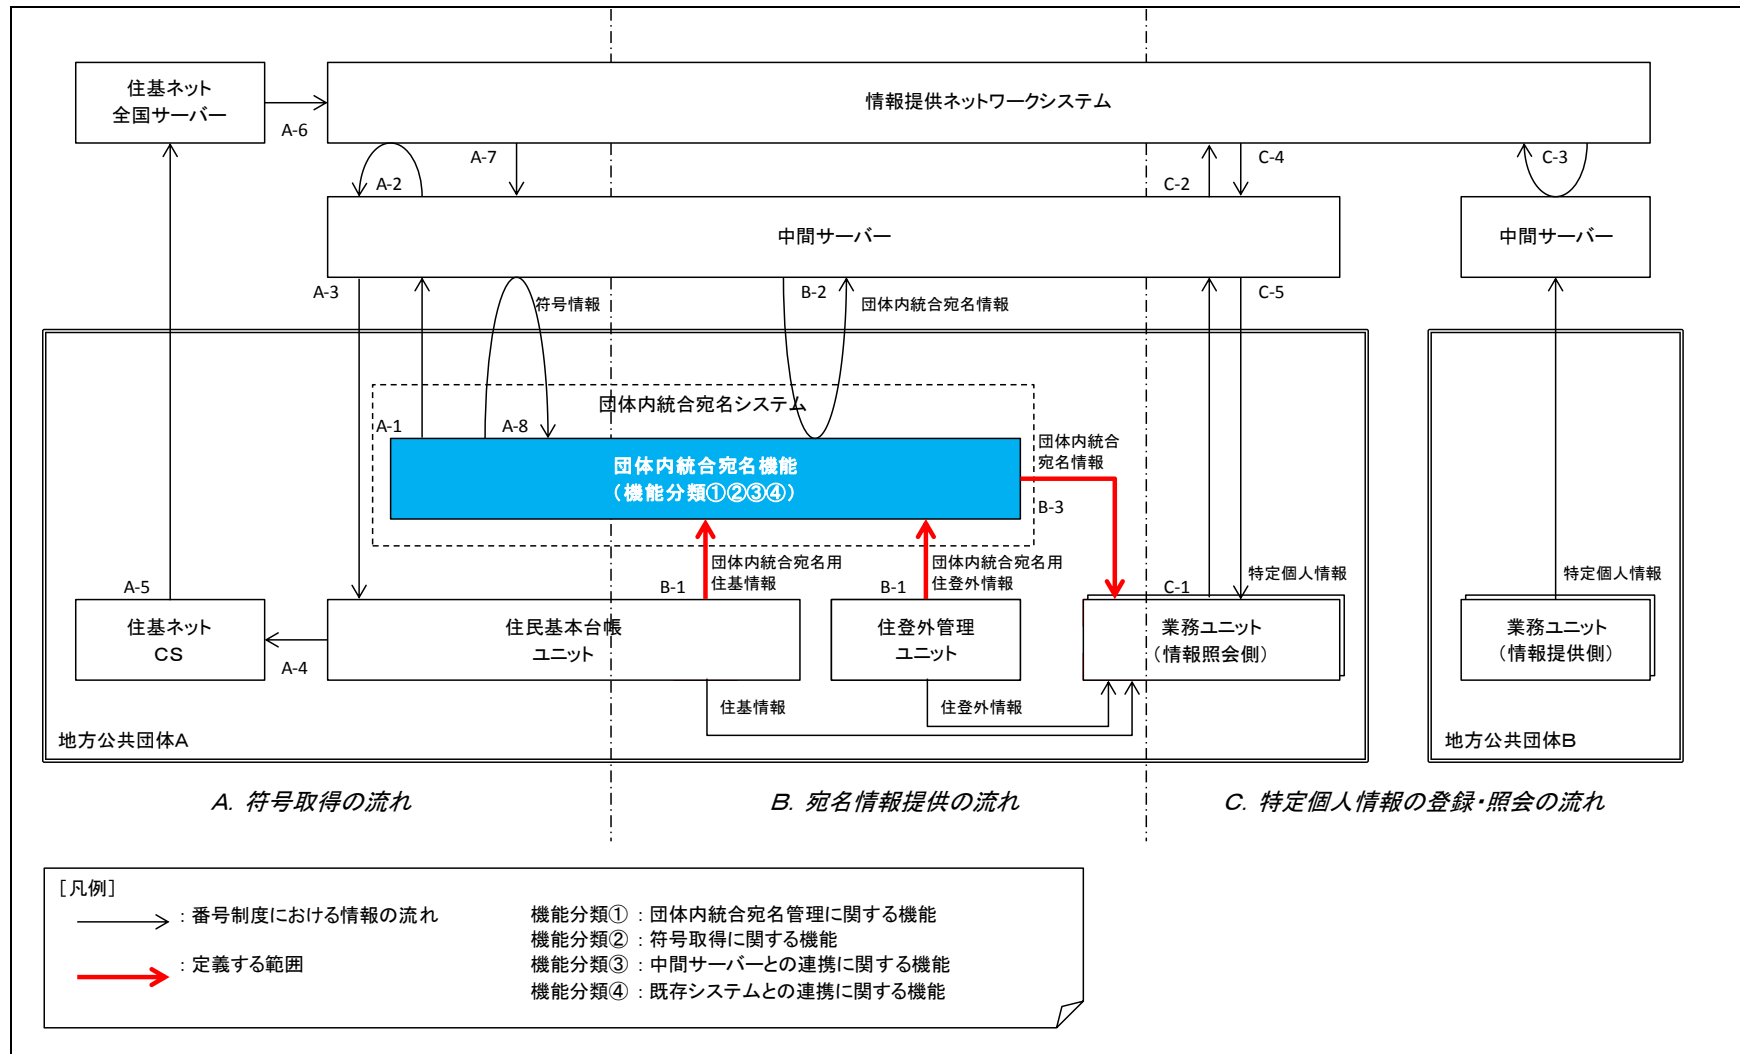 住基ネット
全国サーバー
A-6
情報提供ネットワークシステム
A-2
A-7
C-2
C-4
C-3
中間サーバー
中間サーバー
A-3
符号情報
B-2
団体内統合宛名情報
C-5
団体内統合宛名システム
A-1
A-8
団体内統合宛名機能
（機能分類①②③④）
団体内統合
宛名情報
B-3
団体内統合宛名用
住基情報
B-1
団体内統合宛名用
住登外情報
B-1
C-1
特定個人情報
特定個人情報
A-5
住基ネット
CS
A-4
住民基本台帳
ユニット
住登外管理
ユニット
業務ユニット
（情報照会側）
業務ユニット
（情報提供側）
住基情報
住登外情報
地方公共団体A
地方公共団体B
A. 符号取得の流れ
B. 宛名情報提供の流れ
C. 特定個人情報の登録・照会の流れ
［凡例］
：番号制度における情報の流れ
：定義する範囲
機能分類①：団体内統合宛名管理に関する機能
機能分類②：符号取得に関する機能
機能分類③：中間サーバーとの連携に関する機能
機能分類④：既存システムとの連携に関する機能